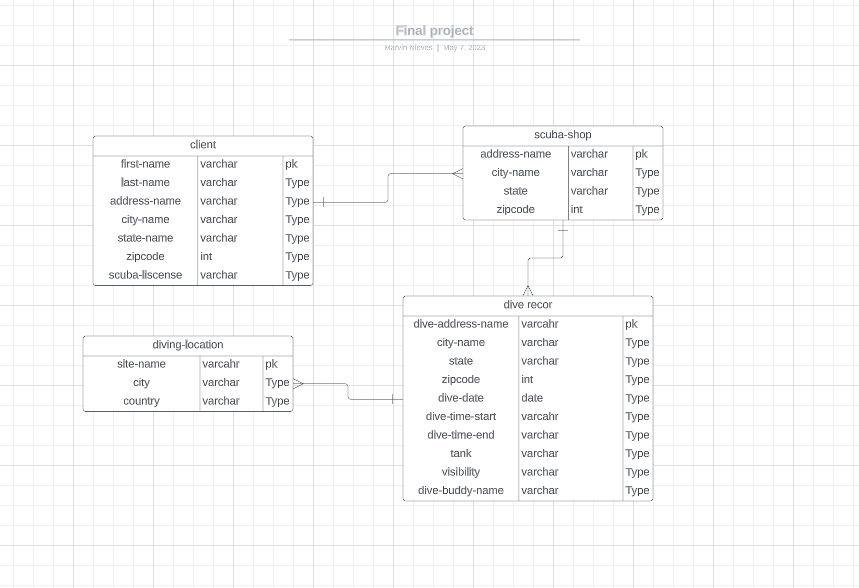 Final project
Marvin Nieves | May 7, 2023
client
first-name varchar pk
last-name varchar Type
address-name varchar Type
city-name varchar Type
state-name varchar Type
zipcode int Type
scuba-liscense varchar Type
scuba-shop
address-name varchar pk
city-name varchar Type
state varchar Type
zipcode int Type
diving-location
site-name varcahr pk
city varchar Type
country varchar Type
dive recor
dive-address-name varcahr pk
city-name varchar Type
state varchar Type
zipcode int Type
dive-date date Type
dive-time-start varcahr Type
dive-time-end varchar Type
tank varchar Type
visibility varchar Type
dive-buddy-name varchar Type